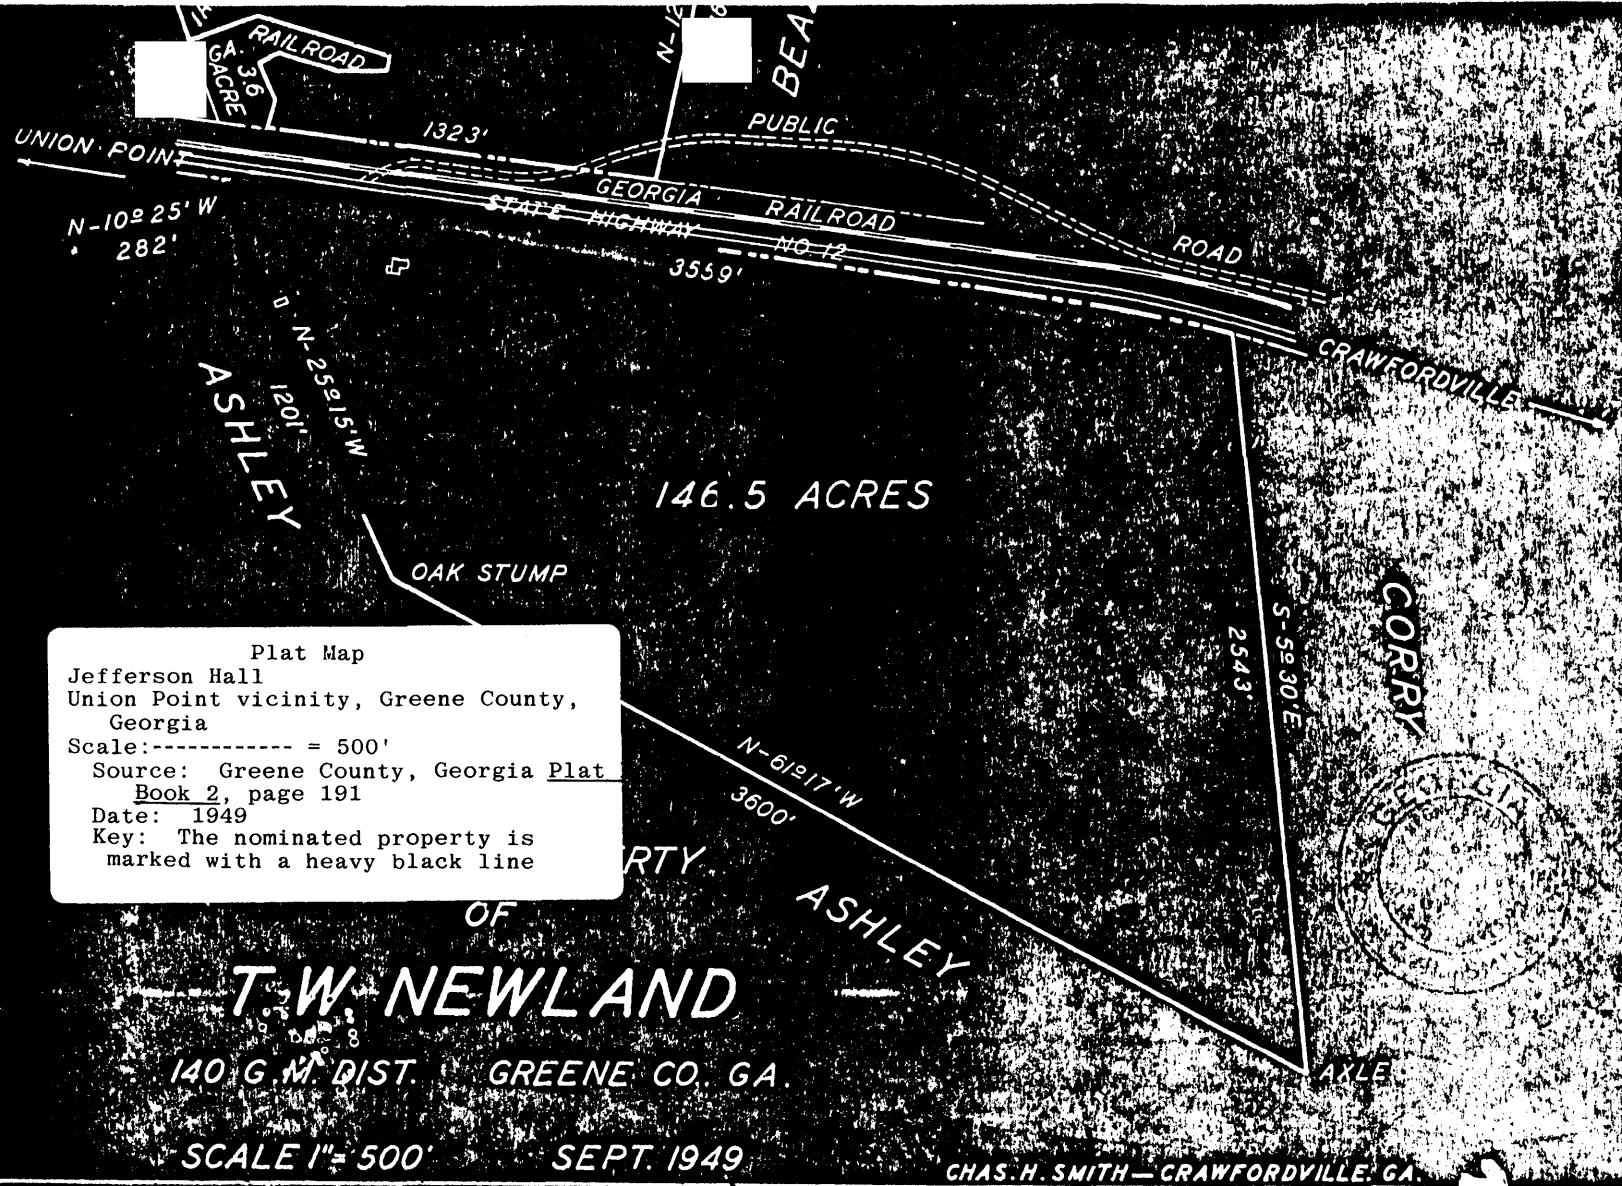 RAILROAD
GA. 3.6
ACRE
N-12
BEA
1323'
PUBLIC
UNION POINT
GEORGIA RAILROAD
STATE HIGHWAY NO. 12
ROAD
N-10º 25' W
282'
3559'
N-25º15'W
1201'
ASHLEY
CRAWFORDVILLE
146.5 ACRES
OAK STUMP
S-5º30'E
2543'
CORRY
Plat Map
Jefferson Hall
Union Point vicinity, Greene County,
Georgia
Scale:------------ = 500'
Source: Greene County, Georgia Plat
Book 2, page 191
Date: 1949
Key: The nominated property is
marked with a heavy black line
N-61º17'W
3600'
GEORGIA
ERTY
OF
ASHLEY
T.W. NEWLAND
140 G.M. DIST. GREENE CO. GA.
AXLE
SCALE 1"= 500' SEPT. 1949
CHAS. H. SMITH — CRAWFORDVILLE. GA.